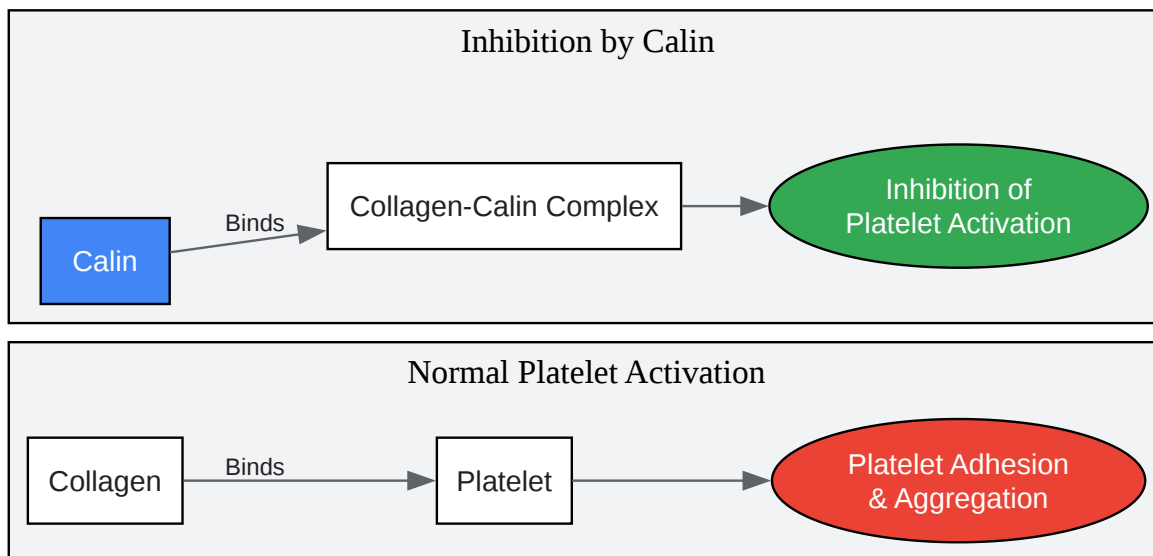 Inhibition by Calin
Calin
Binds
Collagen-Calin Complex
Inhibition of
Platelet Activation
Normal Platelet Activation
Collagen
Binds
Platelet
Platelet Adhesion
& Aggregation